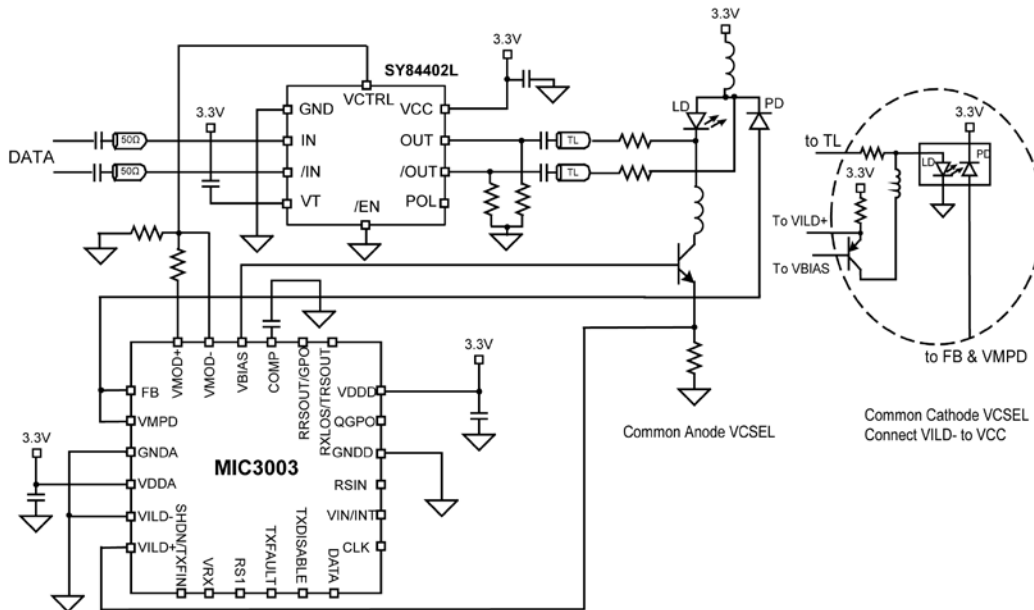 3.3V
3.3V
SY84402L
3.3V
GND
VCTRL
VCC
LD
PD
DATA
50Ω
IN
OUT
TL
50Ω
/IN
/OUT
TL
VT
/EN
POL
to TL
3.3V
LD
PD
3.3V
To VILD+
To VBIAS
to FB & VMPD
VMOD+
VMOD-
VBIAS
COMP
RRSOUT/GPO
RXLOS/TRSOUT
3.3V
FB
VDDD
VMPD
QGPO
3.3V
GNDA
MIC3003
GNDD
VDDA
RSIN
VILD-
VIN/INT
VILD+
CLK
SHDN/TXFIN
VRX
RS1
TXFAULT
TXDISABLE
DATA
Common Anode VCSEL
Common Cathode VCSEL
Connect VILD- to VCC